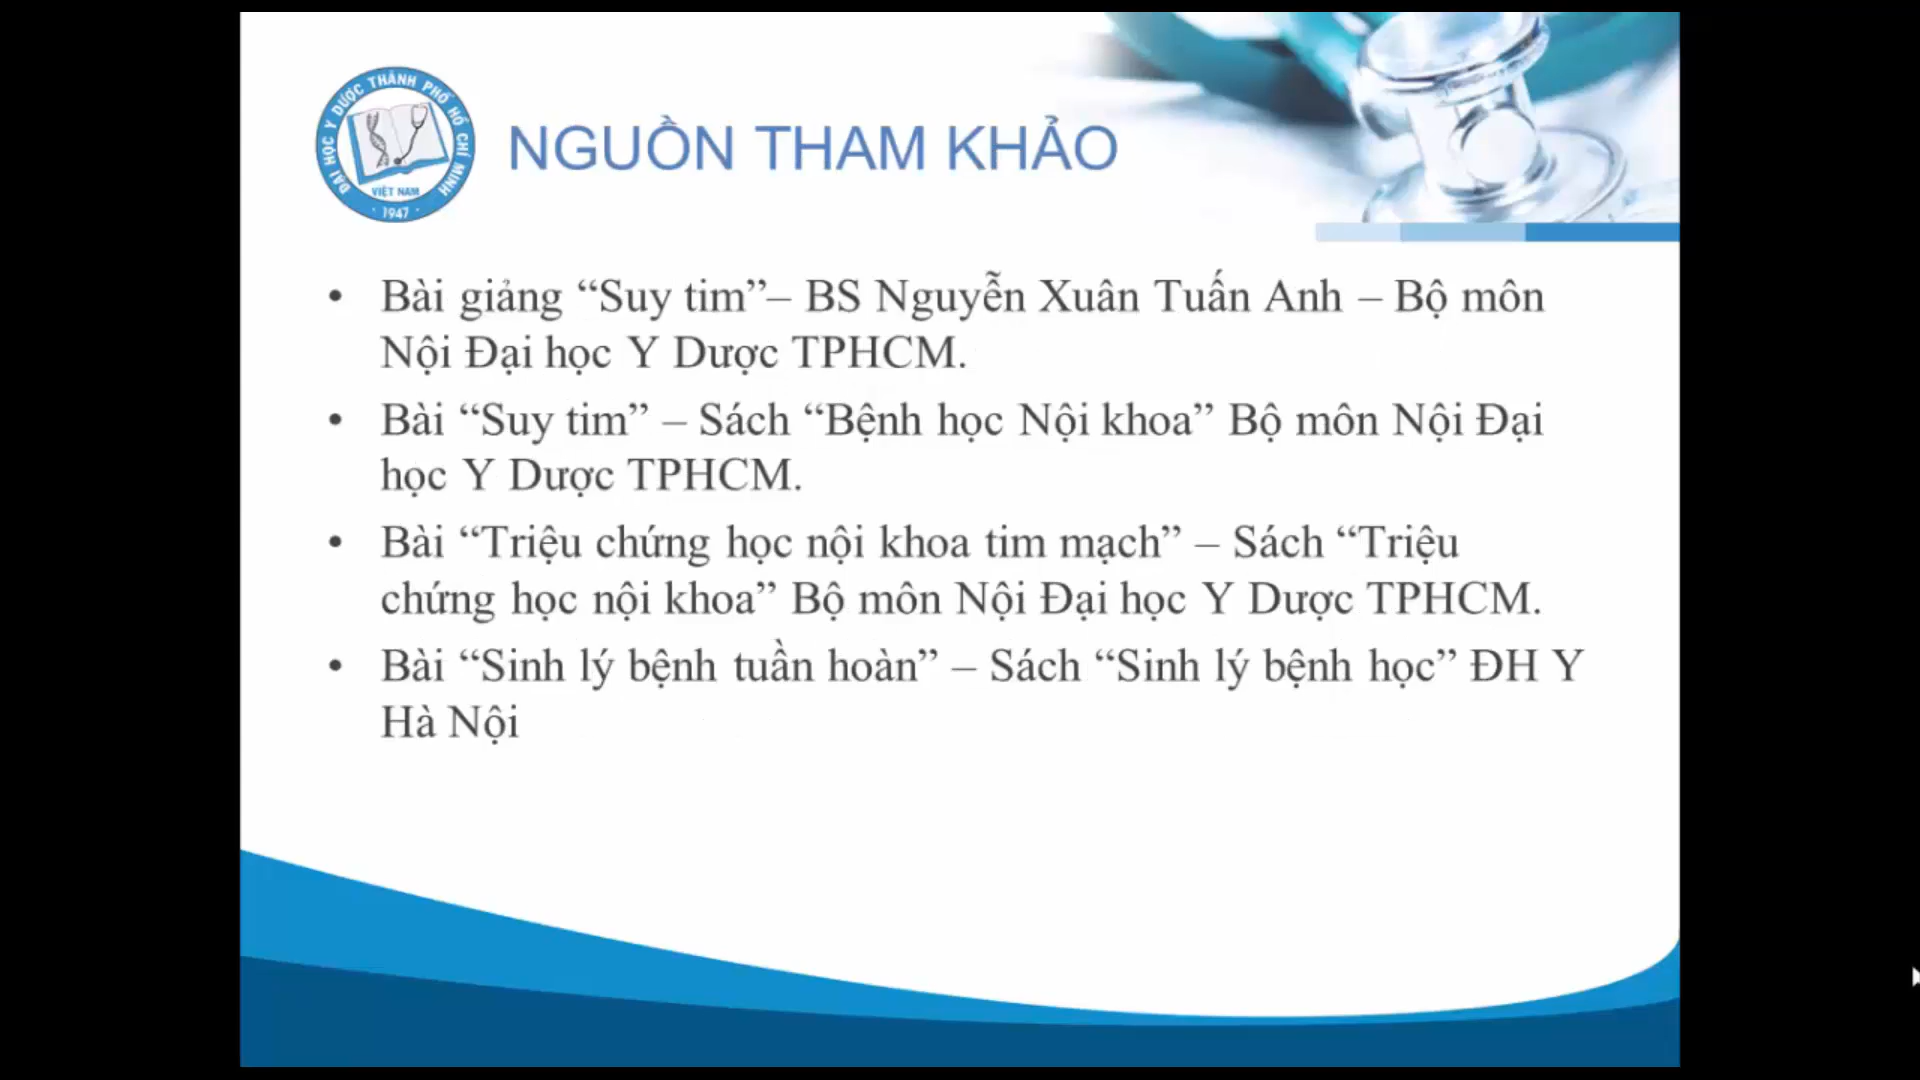 ĐẠI HỌC Y DƯỢC THÀNH PHỐ HỒ CHÍ MINH
VIỆT NAM
1947
NGUỒN THAM KHẢO
• Bài giảng “Suy tim”– BS Nguyễn Xuân Tuấn Anh – Bộ môn
Nội Đại học Y Dược TPHCM.
• Bài “Suy tim” – Sách “Bệnh học Nội khoa” Bộ môn Nội Đại
học Y Dược TPHCM.
• Bài “Triệu chứng học nội khoa tim mạch” – Sách “Triệu
chứng học nội khoa” Bộ môn Nội Đại học Y Dược TPHCM.
• Bài “Sinh lý bệnh tuần hoàn” – Sách “Sinh lý bệnh học” ĐH Y
Hà Nội